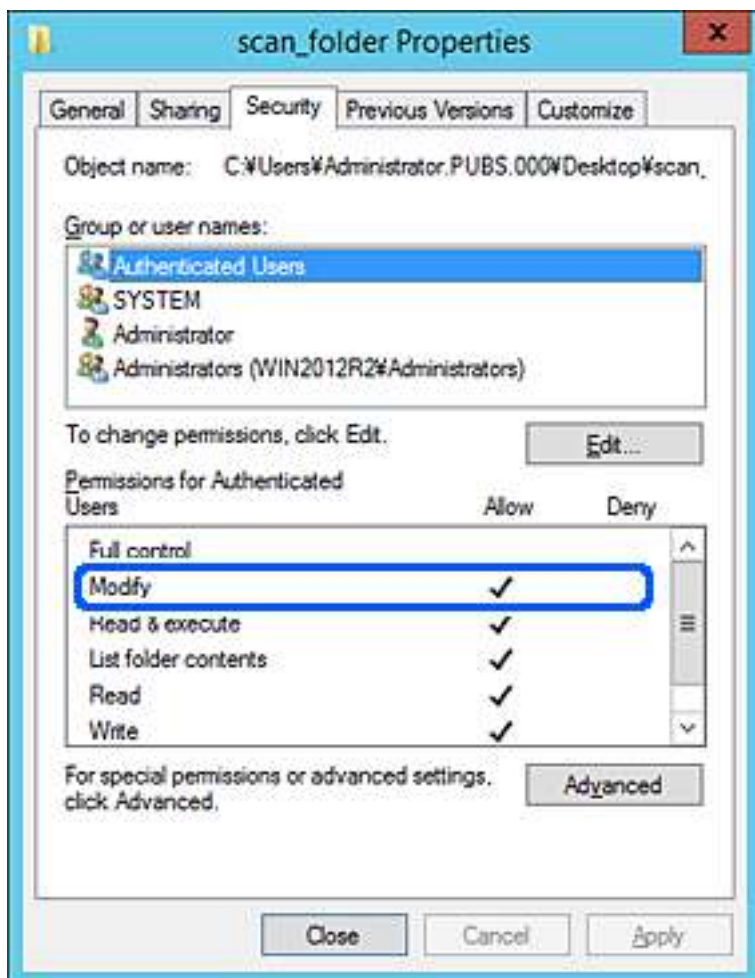 scan_folder Properties
General Sharing Security Previous Versions Customize
Object name: C:¥Users¥Administrator.PUBS.000¥Desktop¥scan_
Group or user names:
Authenticated Users
SYSTEM
Administrator
Administrators (WIN2012R2¥Administrators)
To change permissions, click Edit.
Edit...
Permissions for Authenticated
Users Allow Deny
Full control
Modify
Read & execute
List folder contents
Read
Write
For special permissions or advanced settings,
click Advanced.
Advanced
Close Cancel Apply